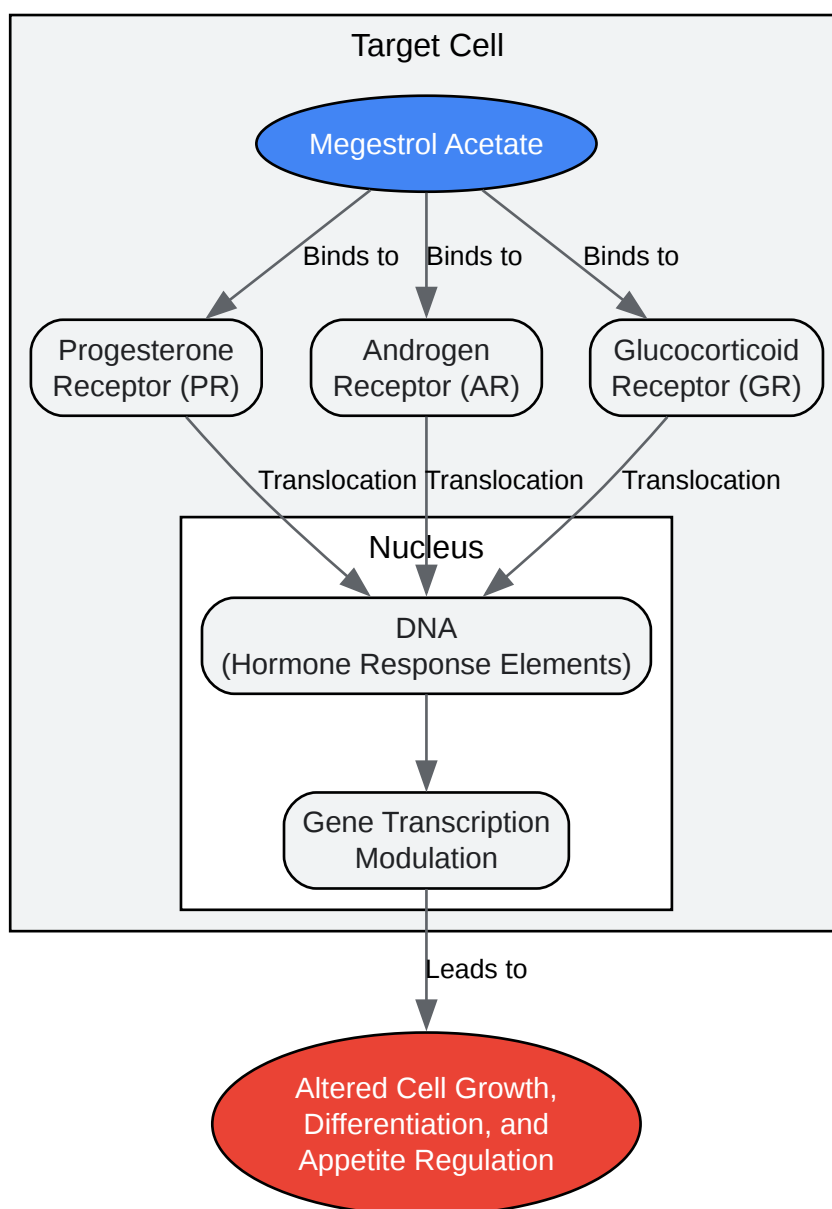 Target Cell
Megestrol Acetate
Binds to
Binds to
Binds to
Progesterone
Receptor (PR)
Androgen
Receptor (AR)
Glucocorticoid
Receptor (GR)
Translocation
Translocation
Translocation
Nucleus
DNA
(Hormone Response Elements)
Gene Transcription
Modulation
Leads to
Altered Cell Growth,
Differentiation, and
Appetite Regulation